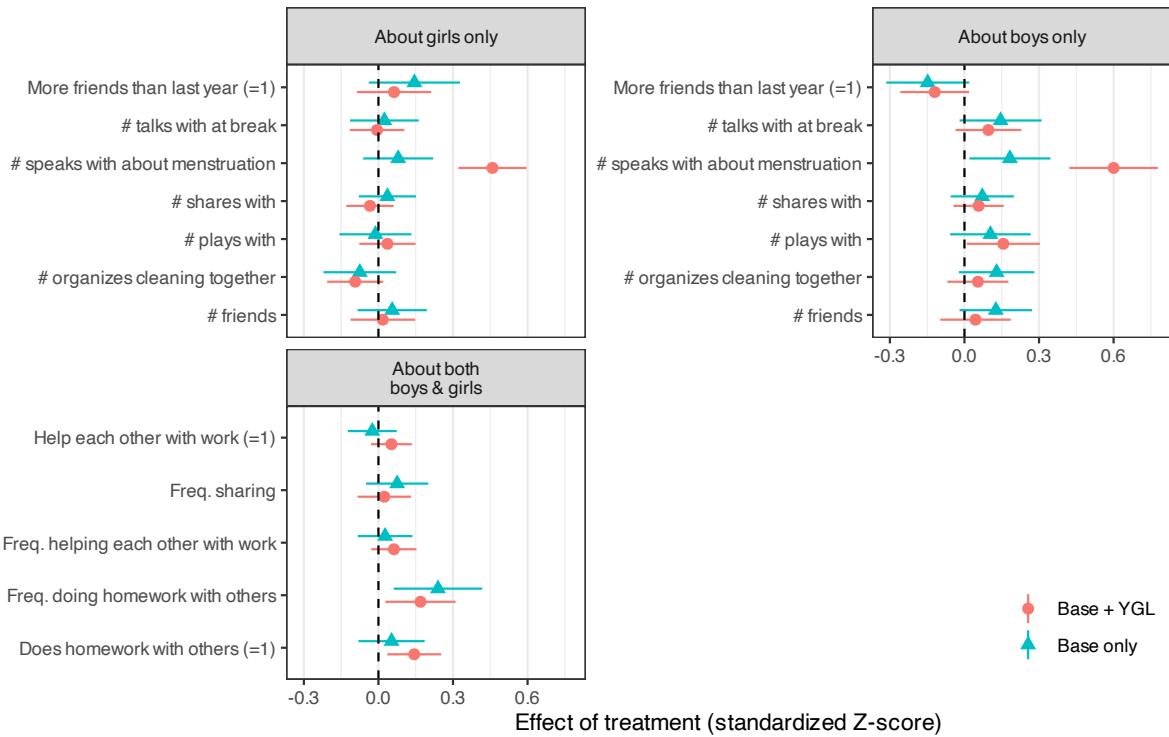 About girls only
About boys only
More friends than last year (=1)
# talks with at break
# speaks with about menstruation
# shares with
# plays with
# organizes cleaning together
# friends
More friends than last year (=1)
# talks with at break
# speaks with about menstruation
# shares with
# plays with
# organizes cleaning together
# friends
-0.3 0.0 0.3 0.6
About both
boys & girls
Help each other with work (=1)
Freq. sharing
Freq. helping each other with work
Freq. doing homework with others
Does homework with others (=1)
-0.3 0.0 0.3 0.6
Base + YGL
Base only
Effect of treatment (standardized Z-score)